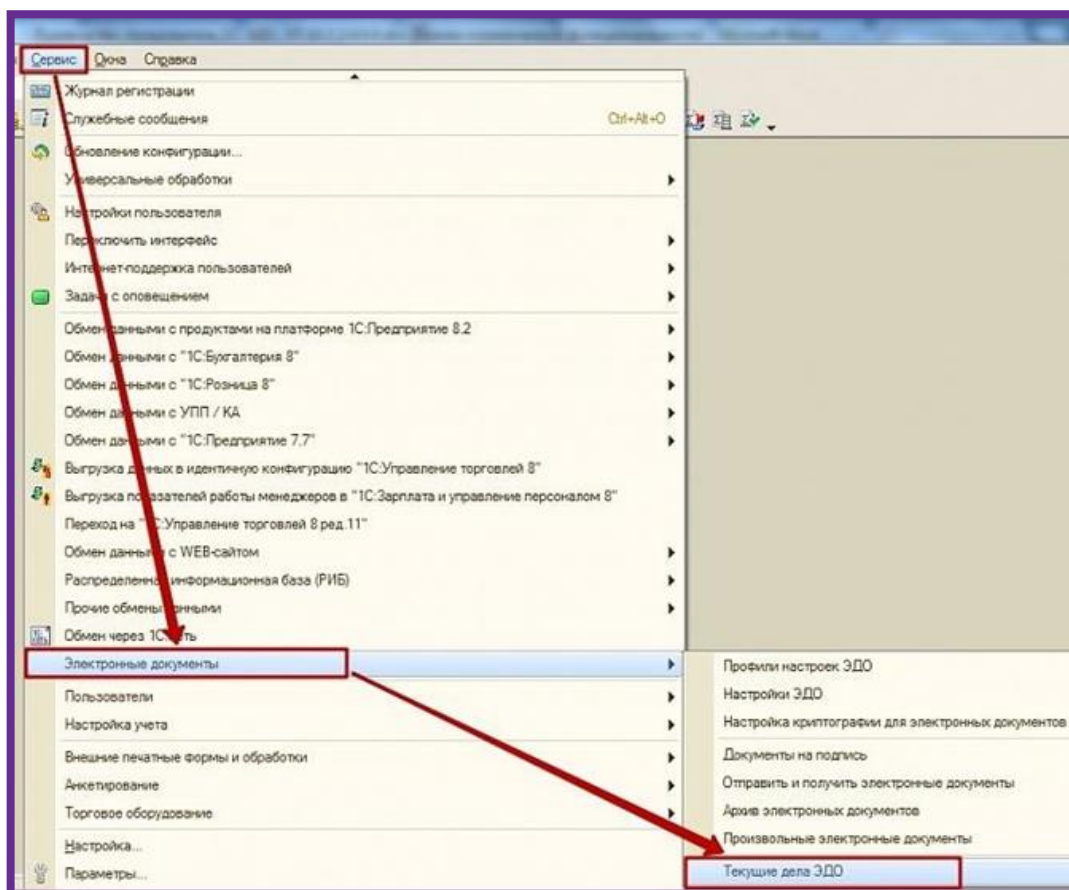 Сервис Окна Справка
Журнал регистрации
Служебные сообщения Ctrl+Alt+O
Обновление конфигурации...
Универсальные обработки
Настройки пользователя
Переключить интерфейс
Интернет-поддержка пользователей
Задачи с оповещением
Обмен данными с продуктами на платформе 1С:Предприятие 8.2
Обмен данными с "1С:Бухгалтерия 8"
Обмен данными с "1С:Розница 8"
Обмен данными с УПП / КА
Обмен данными с "1С:Предприятие 7.7"
Выгрузка данных в идентичную конфигурацию "1С:Управление торговлей 8"
Выгрузка показателей работы менеджеров в "1С:Зарплата и управление персоналом 8"
Переход на "1С:Управление торговлей 8 ред.11"
Обмен данными с WEB-сайтом
Распределенная информационная база (РИБ)
Прочие обмены данными
Обмен через 1С:Сеть
Электронные документы
Профили настроек ЭДО
Настройки ЭДО
Настройка криптографии для электронных документов
Документы на подпись
Отправить и получить электронные документы
Архив электронных документов
Произвольные электронные документы
Текущие дела ЭДО
Пользователи
Настройка учета
Внешние печатные формы и обработки
Анкетирование
Торговое оборудование
Настройка...
Параметры...